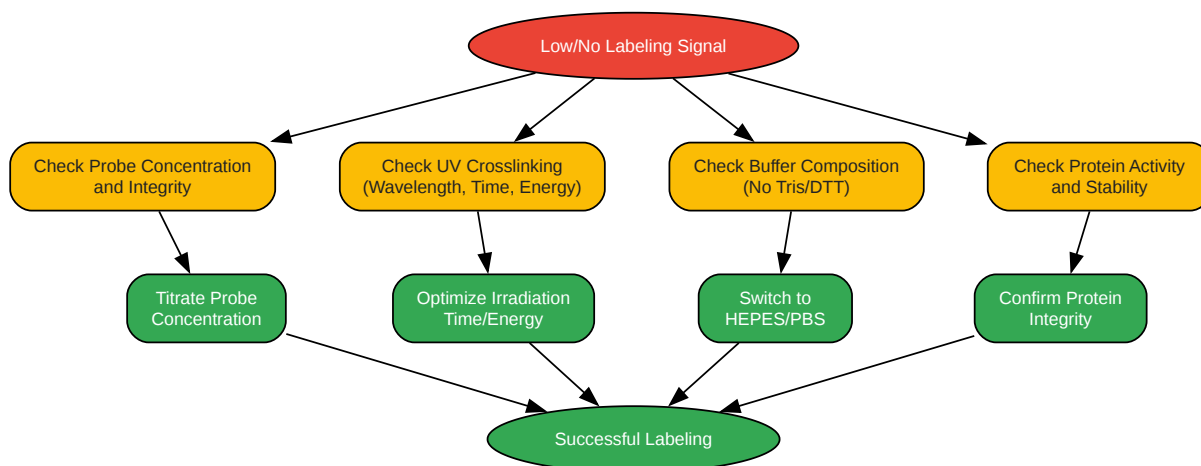 Low/No Labeling Signal
Check Probe Concentration
and Integrity
Check UV Crosslinking
(Wavelength, Time, Energy)
Check Buffer Composition
(No Tris/DTT)
Check Protein Activity
and Stability
Titrate Probe
Concentration
Optimize Irradiation
Time/Energy
Switch to
HEPES/PBS
Confirm Protein
Integrity
Successful Labeling